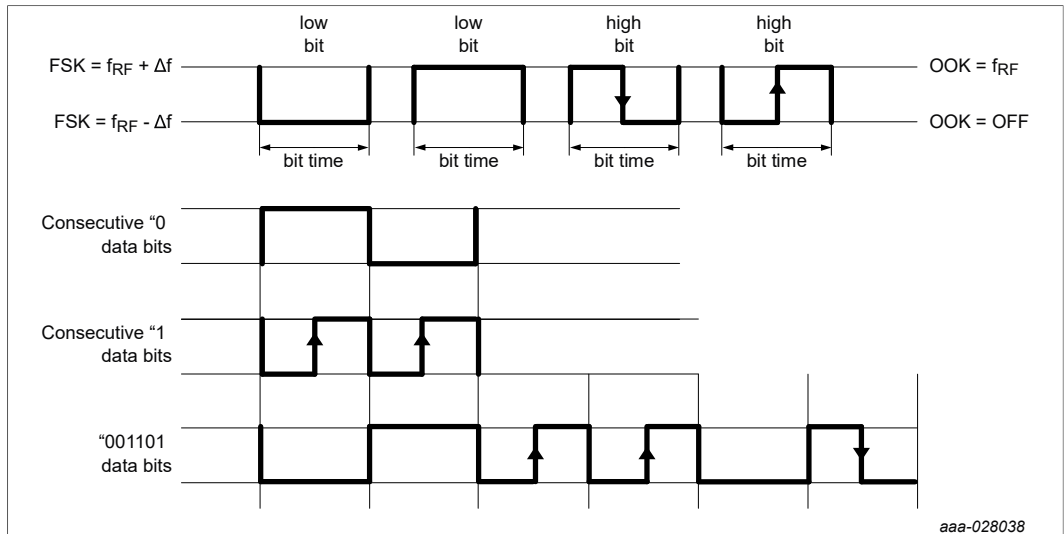 low
bit
low
bit
high
bit
high
bit
FSK = fRF + Δf
OOK = fRF
FSK = fRF - Δf
OOK = OFF
bit time
bit time
bit time
bit time
Consecutive “0
data bits
Consecutive “1
data bits
“001101
data bits
aaa-028038